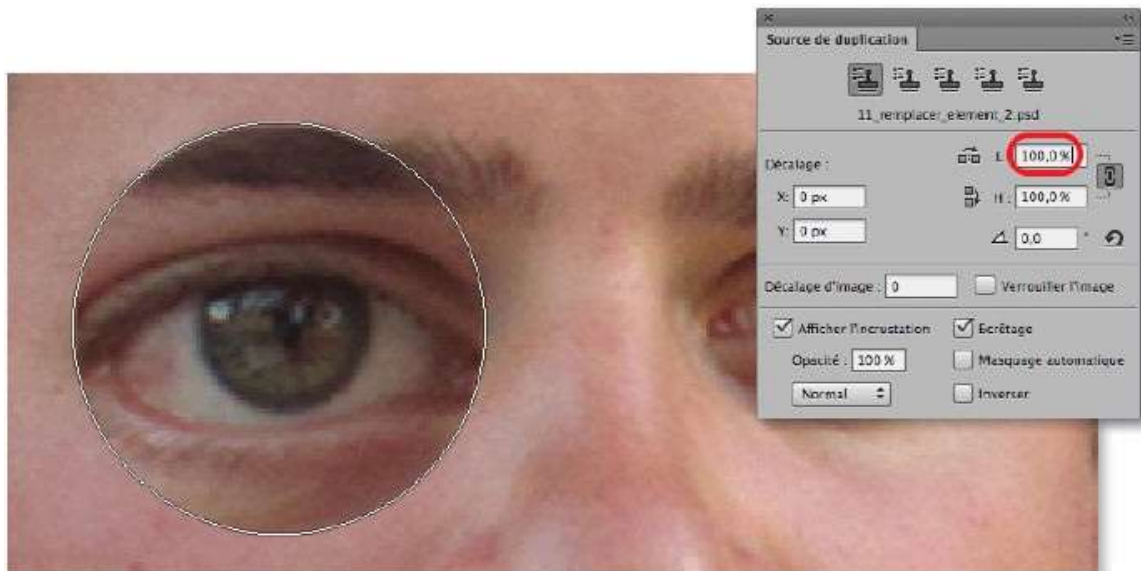 Source de duplication
11_remplacer_element_2.psd
Décalage :
L : 100,0 %
X: 0 px
H : 100,0 %
Y: 0 px
0,0 °
Décalage d'image : 0 Verrouiller l'image
Afficher l'incrustation Ecrêtage
Opacité : 100 % Masquage automatique
Normal Inverser